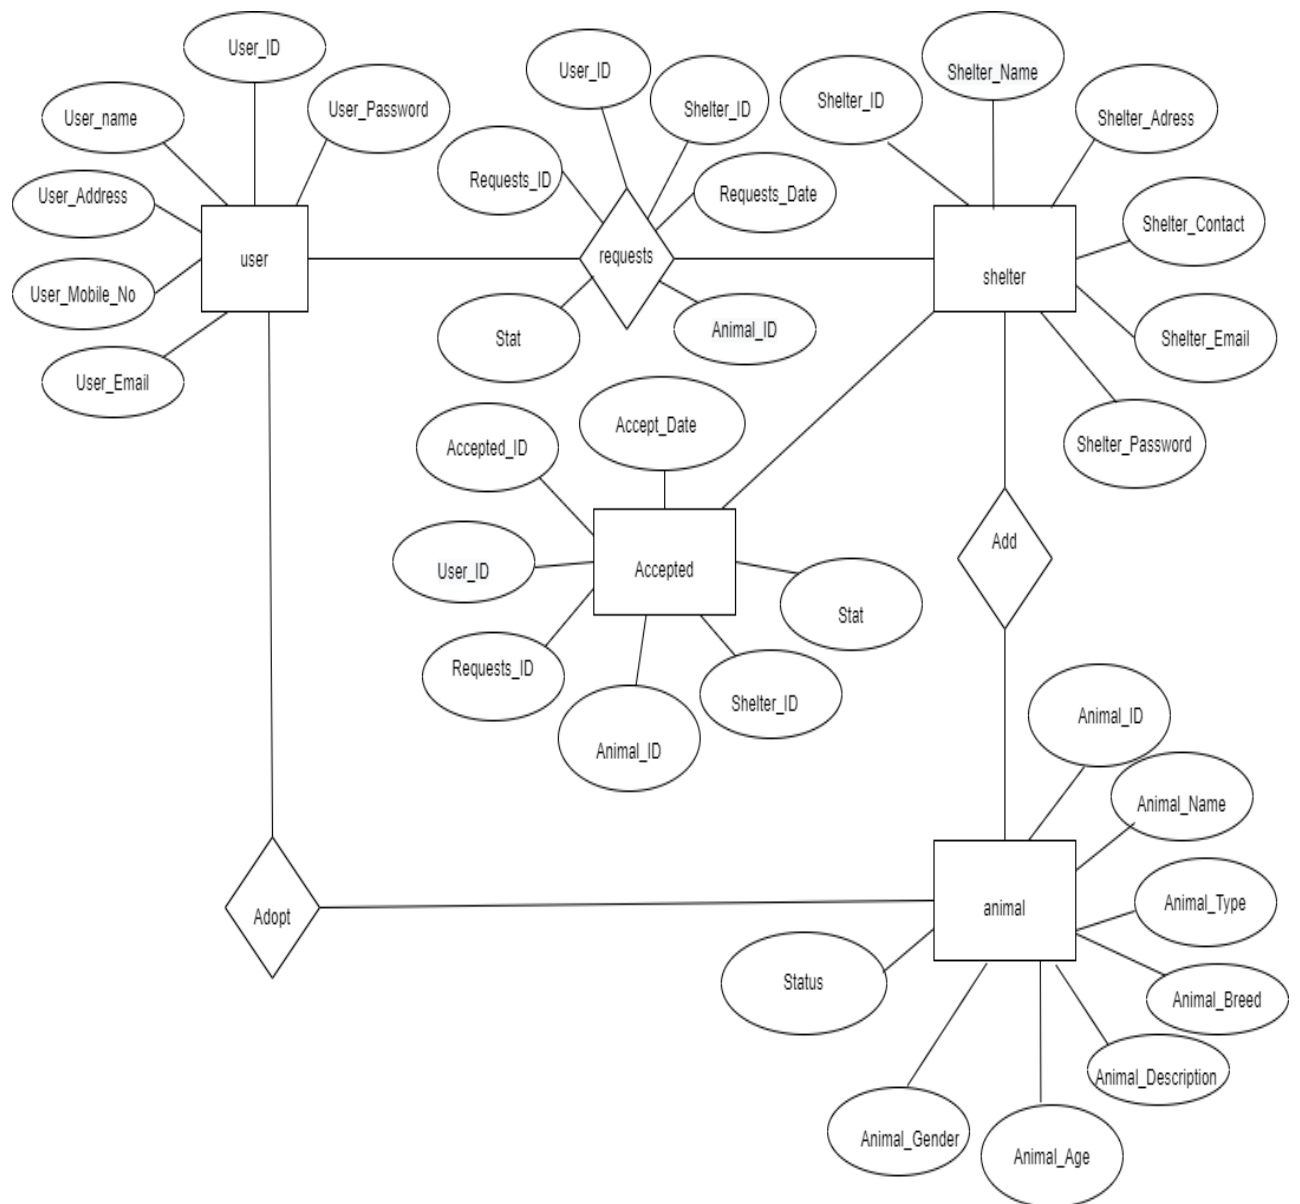 User_ID
User_name
User_Password
User_Address
User_Mobile_No
User_Email
user
User_ID
Shelter_ID
Requests_ID
Requests_Date
requests
Stat
Animal_ID
Shelter_Name
Shelter_ID
Shelter_Adress
Shelter_Contact
shelter
Shelter_Email
Shelter_Password
Accept_Date
Accepted_ID
User_ID
Accepted
Stat
Requests_ID
Shelter_ID
Animal_ID
Add
Animal_ID
Animal_Name
Animal_Type
animal
Adopt
Status
Animal_Breed
Animal_Description
Animal_Gender
Animal_Age